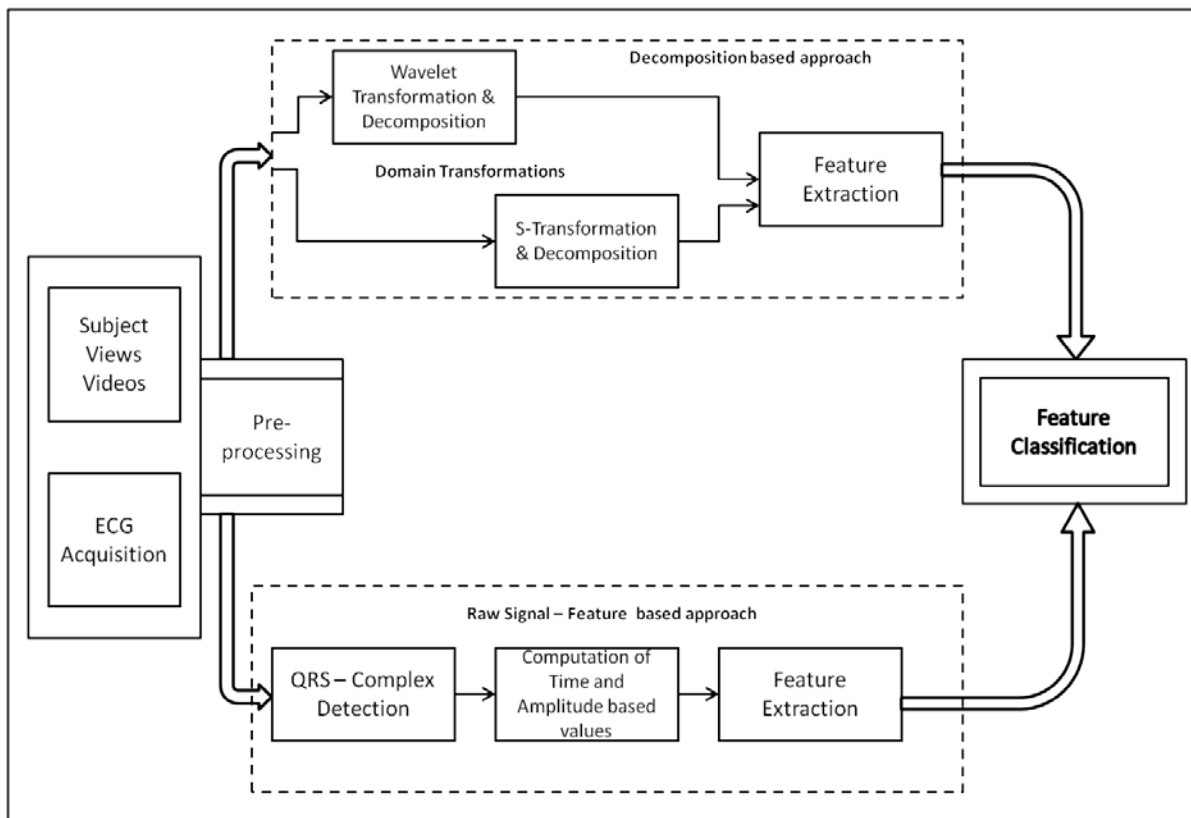 Decomposition based approach
Wavelet
Transformation &
Decomposition
Domain Transformations
S-Transformation
& Decomposition
Feature
Extraction
Subject
Views
Videos
ECG
Acquisition
Pre-
processing
Feature
Classification
Raw Signal – Feature based approach
QRS – Complex
Detection
Computation of
Time and
Amplitude based
values
Feature
Extraction